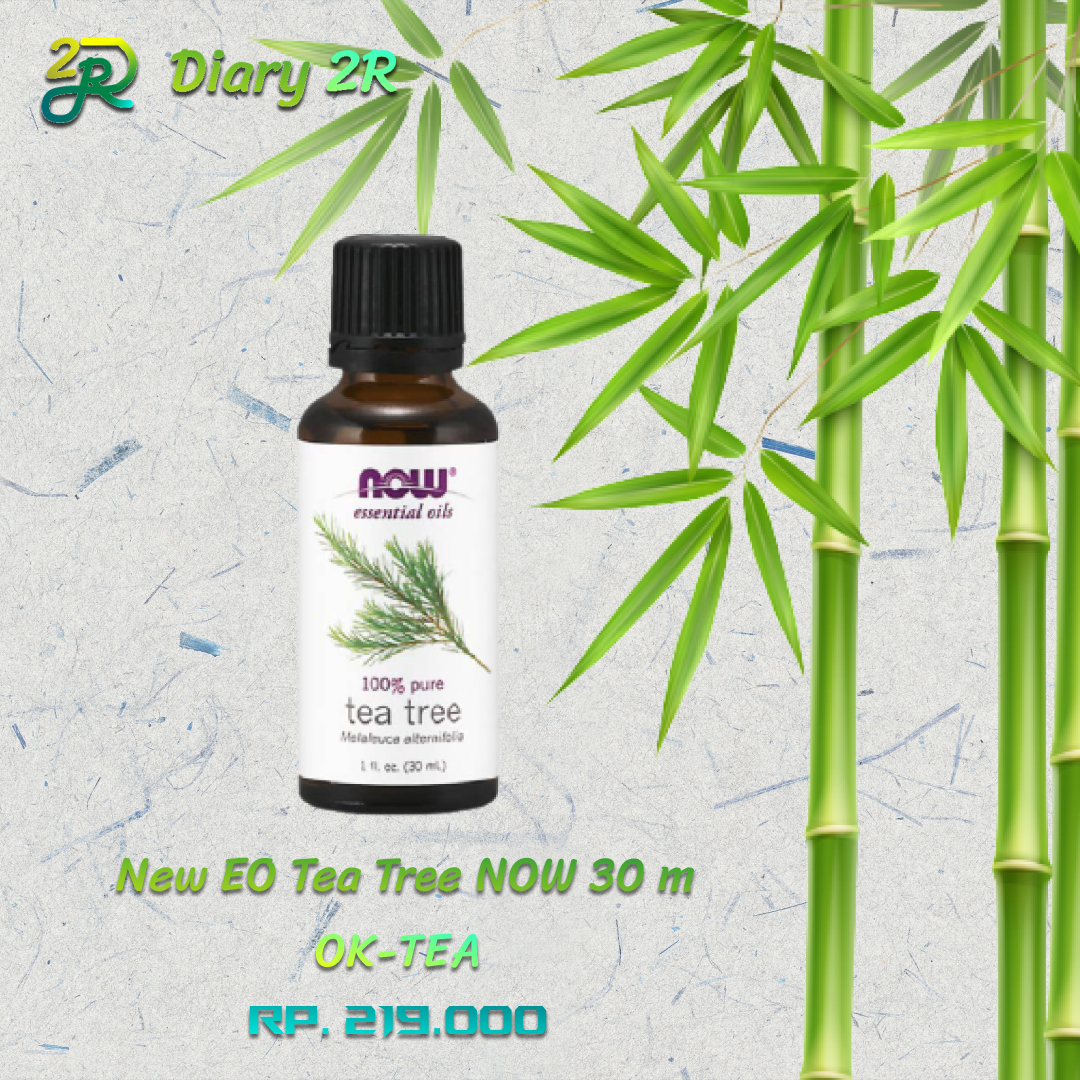 2R Diary 2R
NOW®
essential oils
100% pure
tea tree
Melaleuca alternifolia
1 fl. oz. (30 mL)
New EO Tea Tree NOW 30 m
OK-TEA
RP. 219.000